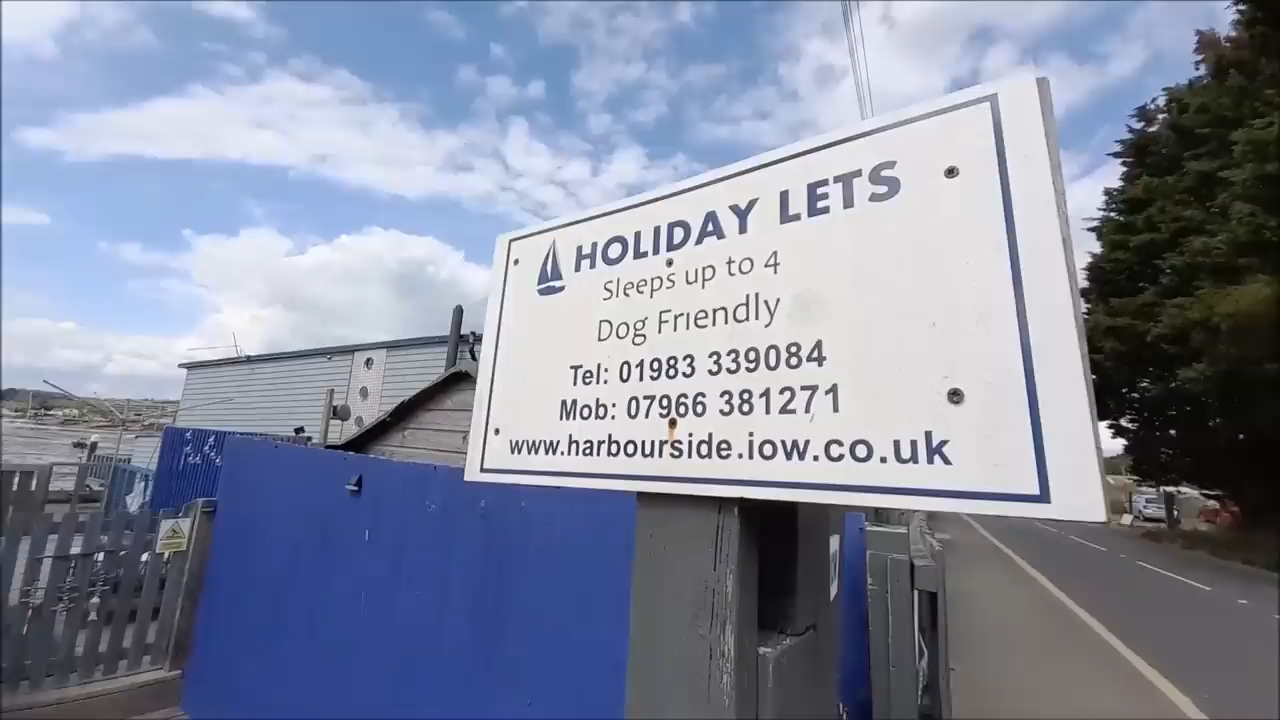 HOLIDAY LETS
Sleeps up to 4
Dog Friendly
Tel: 01983 339084
Mob: 07966 381271
www.harbourside.iow.co.uk